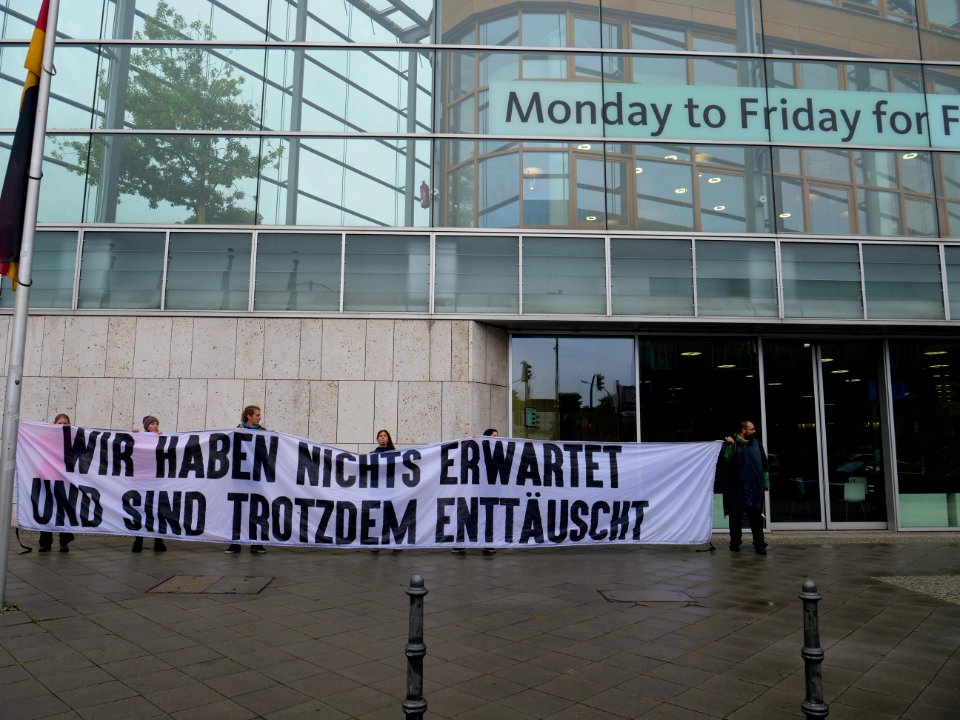 Monday to Friday for F
WIR HABEN NICHTS ERWARTET
UND SIND TROTZDEM ENTTÄUSCHT